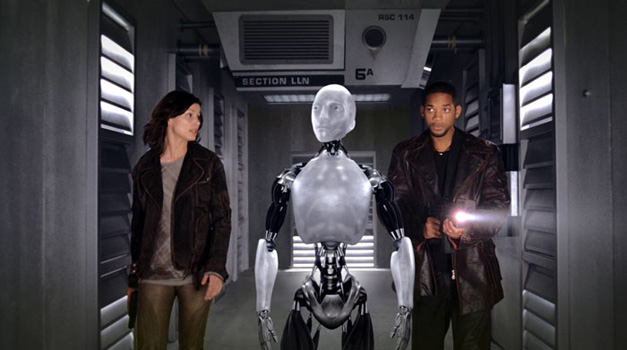 RSC 114
6A
SECTION LLN